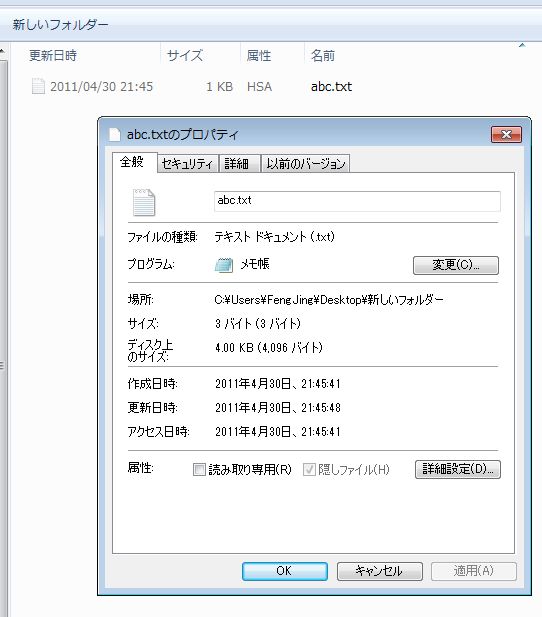 新しいフォルダー
更新日時 サイズ 属性 名前
2011/04/30 21:45 1 KB HSA abc.txt
abc.txtのプロパティ
全般 セキュリティ 詳細 以前のバージョン
abc.txt
ファイルの種類: テキスト ドキュメント (.txt)
プログラム: メモ帳 変更(C)...
場所: C:¥Users¥FengJing¥Desktop¥新しいフォルダー
サイズ: 3 バイト (3 バイト)
ディスク上
のサイズ: 4.00 KB (4,096 バイト)
作成日時: 2011年4月30日、21:45:41
更新日時: 2011年4月30日、21:45:48
アクセス日時: 2011年4月30日、21:45:41
属性: 読み取り専用(R) 隠しファイル(H) 詳細設定(D)...
OK キャンセル 適用(A)